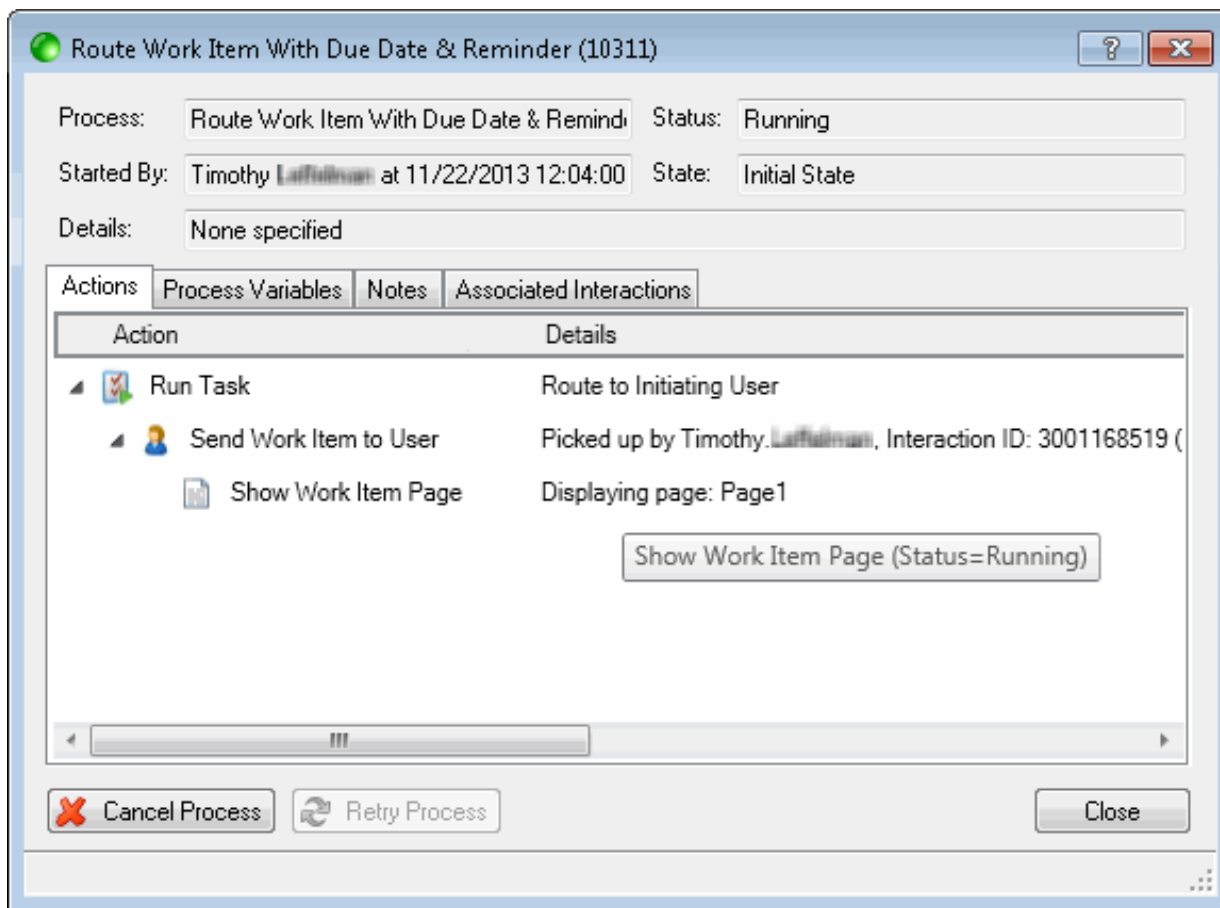 Route Work Item With Due Date & Reminder (10311)
Process: Route Work Item With Due Date & Remind Status: Running
Started By: Timothy at 11/22/2013 12:04:00 State: Initial State
Details: None specified
Actions Process Variables Notes Associated Interactions
Action Details
Run Task Route to Initiating User
Send Work Item to User Picked up by Timothy. , Interaction ID: 3001168519 (
Show Work Item Page Displaying page: Page1
Show Work Item Page (Status=Running)
Cancel Process Retry Process Close